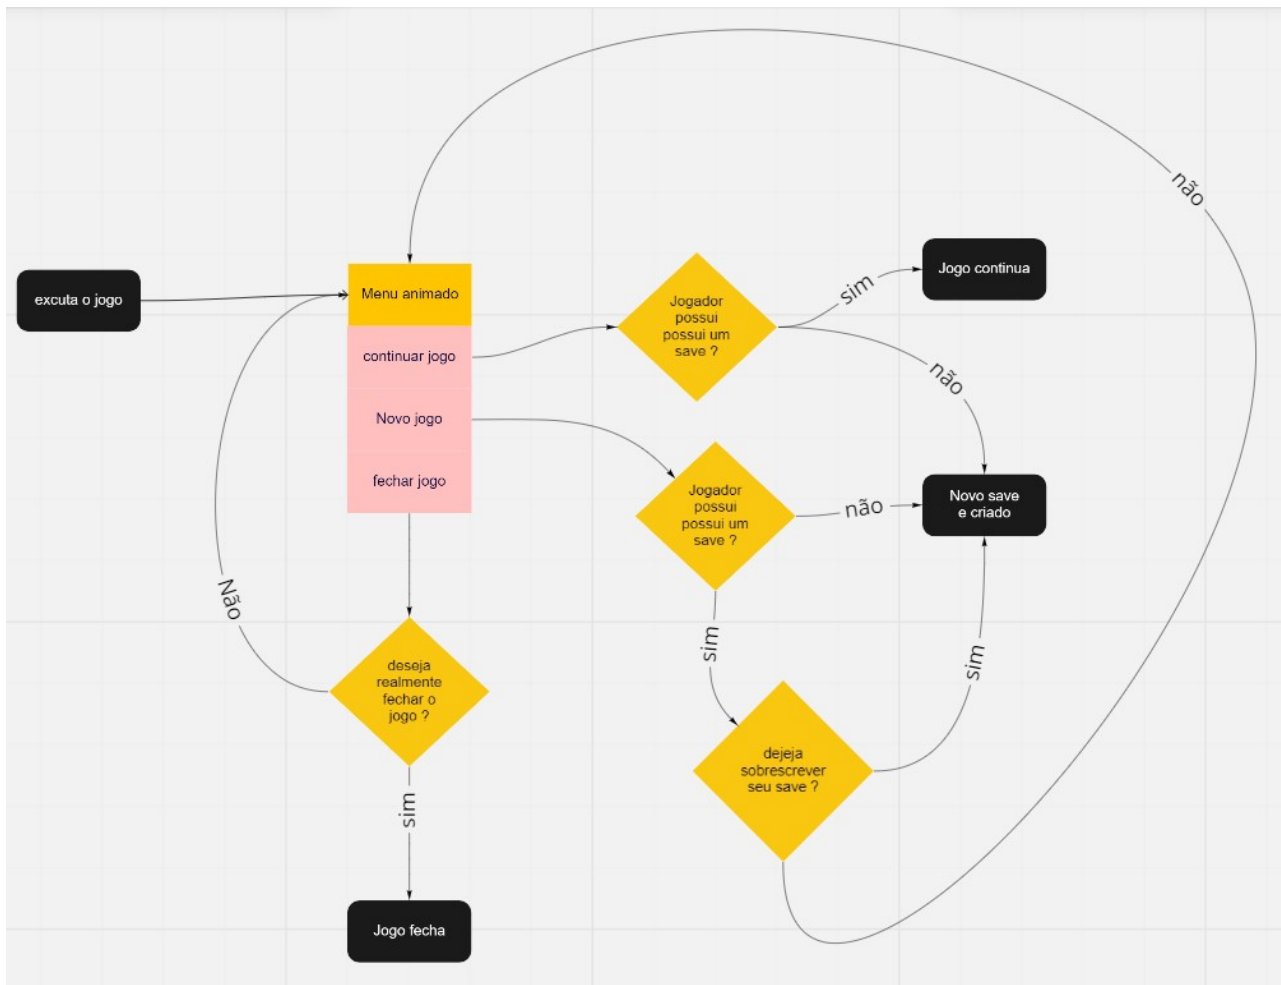 não
excuta o jogo
Menu animado
continuar jogo
Novo jogo
fechar jogo
Jogador
possui
possui um
save ?
sim
Jogo continua
não
Jogador
possui
possui um
save ?
não
Novo save
e criado
sim
sim
Não
deseja
realmente
fechar o
jogo ?
dejeja
sobrescrever
seu save ?
sim
Jogo fecha